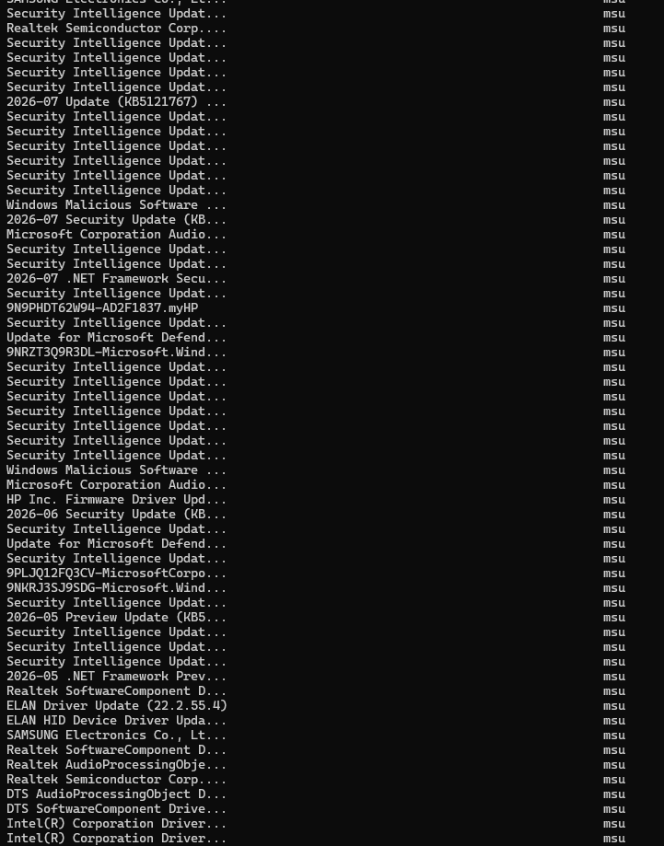 SAMSUNG Electronics Co., Lt... msu
Security Intelligence Updat... msu
Realtek Semiconductor Corp.... msu
Security Intelligence Updat... msu
Security Intelligence Updat... msu
Security Intelligence Updat... msu
Security Intelligence Updat... msu
2026-07 Update (KB5121767) ... msu
Security Intelligence Updat... msu
Security Intelligence Updat... msu
Security Intelligence Updat... msu
Security Intelligence Updat... msu
Security Intelligence Updat... msu
Security Intelligence Updat... msu
Windows Malicious Software ... msu
2026-07 Security Update (KB... msu
Microsoft Corporation Audio... msu
Security Intelligence Updat... msu
Security Intelligence Updat... msu
2026-07 .NET Framework Secu... msu
Security Intelligence Updat... msu
9N9PHDT62W94-AD2F1837.myHP msu
Security Intelligence Updat... msu
Update for Microsoft Defend... msu
9NRZT3Q9R3DL-Microsoft.Wind... msu
Security Intelligence Updat... msu
Security Intelligence Updat... msu
Security Intelligence Updat... msu
Security Intelligence Updat... msu
Security Intelligence Updat... msu
Security Intelligence Updat... msu
Security Intelligence Updat... msu
Windows Malicious Software ... msu
Microsoft Corporation Audio... msu
HP Inc. Firmware Driver Upd... msu
2026-06 Security Update (KB... msu
Security Intelligence Updat... msu
Update for Microsoft Defend... msu
Security Intelligence Updat... msu
9PLJQ12FQ3CV-MicrosoftCorpo... msu
9NKRJ3SJ9SDG-Microsoft.Wind... msu
Security Intelligence Updat... msu
2026-05 Preview Update (KB5... msu
Security Intelligence Updat... msu
Security Intelligence Updat... msu
Security Intelligence Updat... msu
2026-05 .NET Framework Prev... msu
Realtek SoftwareComponent D... msu
ELAN Driver Update (22.2.55.4) msu
ELAN HID Device Driver Upda... msu
SAMSUNG Electronics Co., Lt... msu
Realtek SoftwareComponent D... msu
Realtek AudioProcessingObje... msu
Realtek Semiconductor Corp.... msu
DTS AudioProcessingObject D... msu
DTS SoftwareComponent Drive... msu
Intel(R) Corporation Driver... msu
Intel(R) Corporation Driver... msu